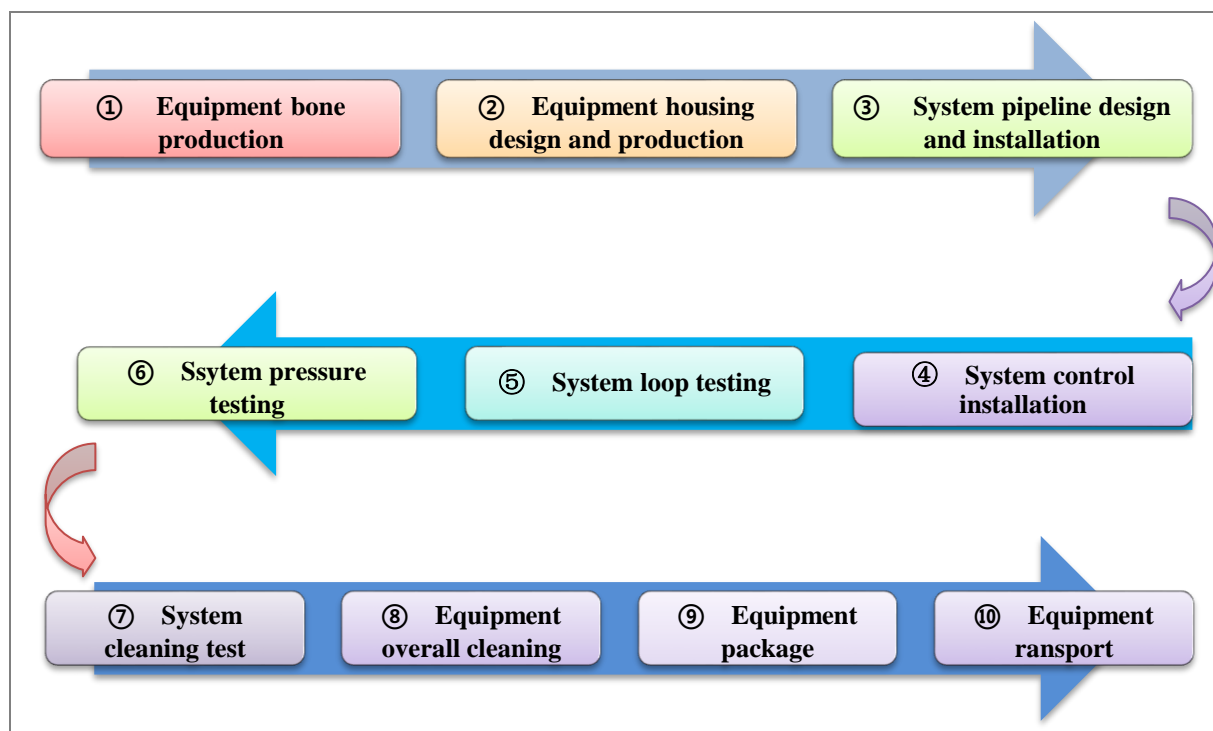 ① Equipment bone
production
② Equipment housing
design and production
③ System pipeline design
and installation
④ System control
installation
⑤ System loop testing
⑥ Ssytem pressure
testing
⑦ System
cleaning test
⑧ Equipment
overall cleaning
⑨ Equipment
package
⑩ Equipment
ransport